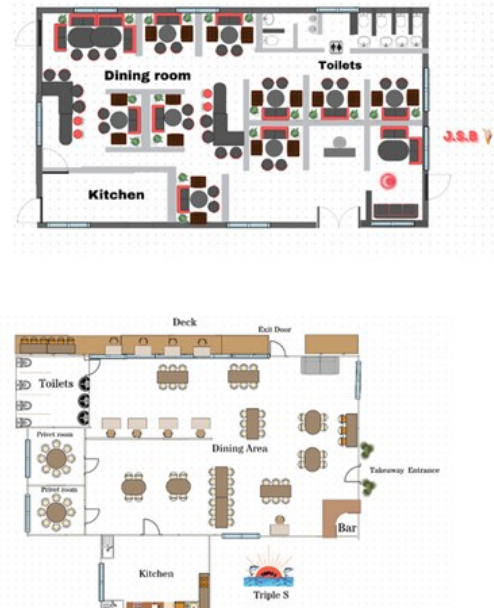 Toilets
Dining room
J.S.B
Kitchen
Deck
Exit Door
Toilets
Privet room
Dining Area
Takeaway Entrance
Privet room
Bar
Kitchen
Triple S